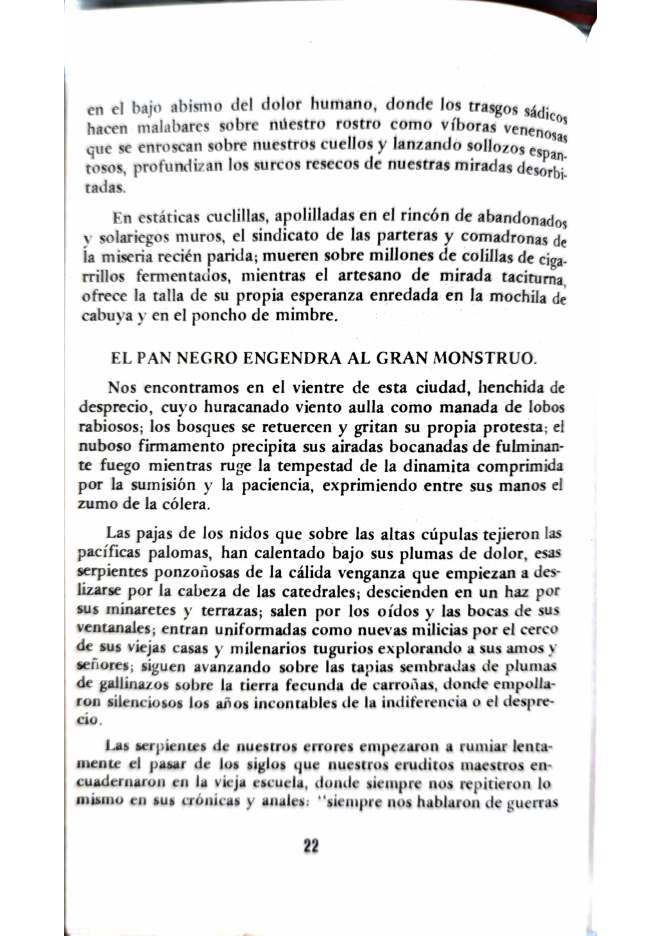 en el bajo abismo del dolor humano, donde los trasgos sádicos
hacen malabares sobre nuestro rostro como víboras venenosas
que se enroscan sobre nuestros cuellos y lanzando sollozos espan-
tosos, profundizan los surcos resecos de nuestras miradas desorbi-
tadas.
En estáticas cuclillas, apolilladas en el rincón de abandonados
y solariegos muros, el sindicato de las parteras y comadronas de
la miseria recién parida; mueren sobre millones de colillas de ciga-
rrillos fermentados, mientras el artesano de mirada taciturna,
ofrece la talla de su propia esperanza enredada en la mochila de
cabuya y en el poncho de mimbre.
EL PAN NEGRO ENGENDRA AL GRAN MONSTRUO.
Nos encontramos en el vientre de esta ciudad, henchida de
desprecio, cuyo huracanado viento aulla como manada de lobos
rabiosos; los bosques se retuercen y gritan su propia protesta; el
nuboso firmamento precipita sus airadas bocanadas de fulminan-
te fuego mientras ruge la tempestad de la dinamita comprimida
por la sumisión y la paciencia, exprimiendo entre sus manos el
zumo de la cólera.
Las pajas de los nidos que sobre las altas cúpulas tejieron las
pacíficas palomas, han calentado bajo sus plumas de dolor, esas
serpientes ponzoñosas de la cálida venganza que empiezan a des-
lizarse por la cabeza de las catedrales; descienden en un haz por
sus minaretes y terrazas; salen por los oídos y las bocas de sus
ventanales; entran uniformadas como nuevas milicias por el cerco
de sus viejas casas y milenarios tugurios explorando a sus amos y
señores; siguen avanzando sobre las tapias sembradas de plumas
de gallinazos sobre la tierra fecunda de carroñas, donde empolla-
ron silenciosos los años incontables de la indiferencia o el despre-
cio.
Las serpientes de nuestros errores empezaron a rumiar lenta-
mente el pasar de los siglos que nuestros eruditos maestros en-
cuadernaron en la vieja escuela, donde siempre nos repitieron lo
mismo en sus crónicas y anales: "siempre nos hablaron de guerras
22